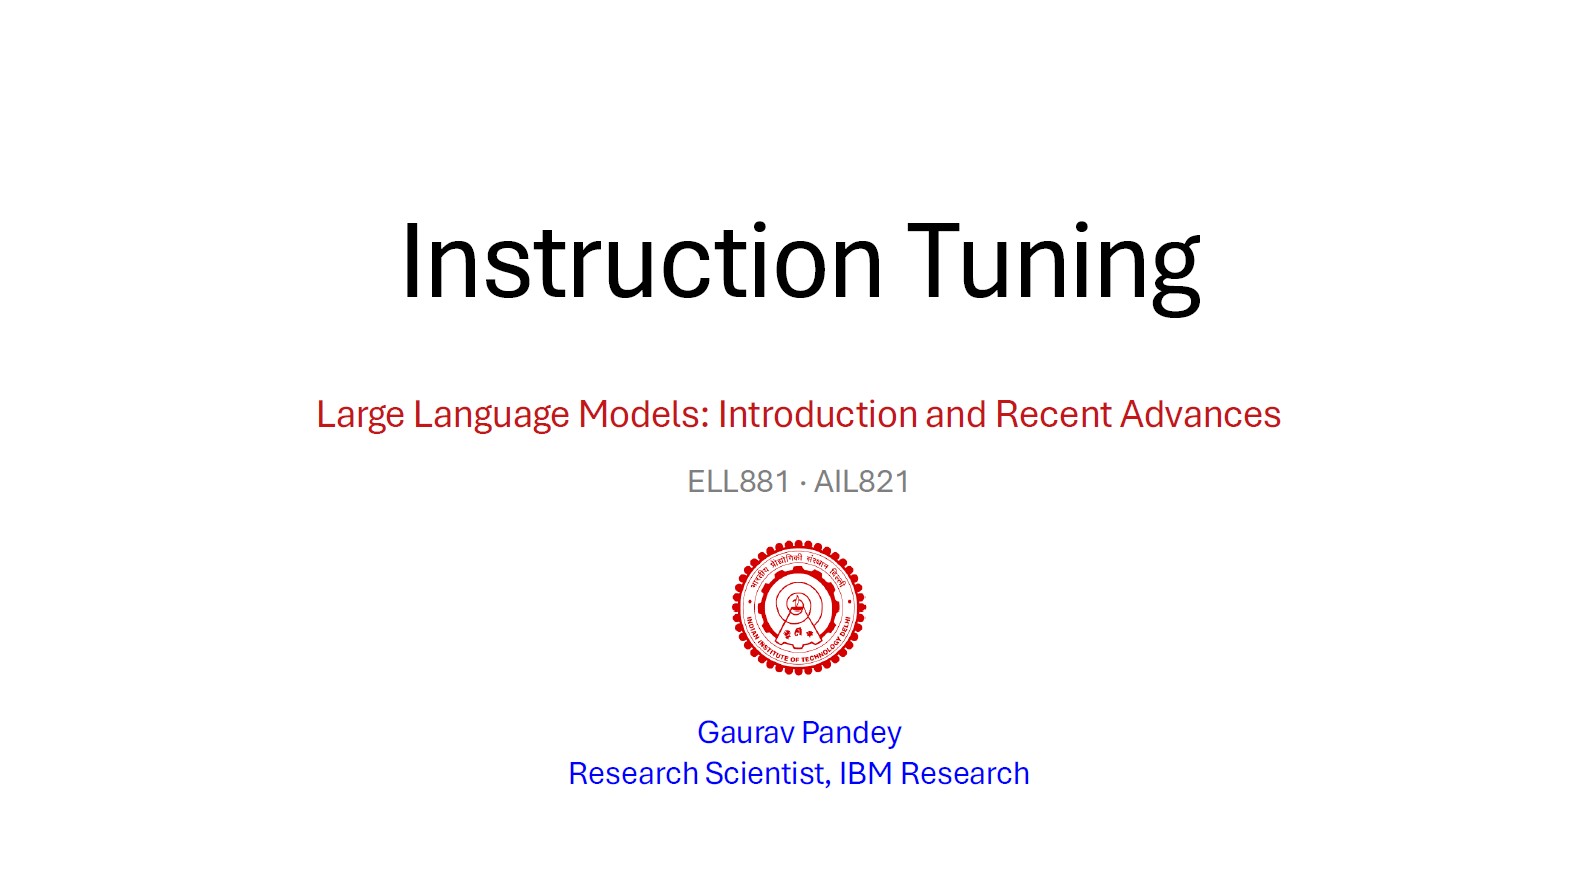 Instruction Tuning
Large Language Models: Introduction and Recent Advances
ELL881 · AIL821
भारतीय प्रौद्योगिकी संस्थान दिल्ली
INDIAN INSTITUTE OF TECHNOLOGY DELHI
Gaurav Pandey
Research Scientist, IBM Research